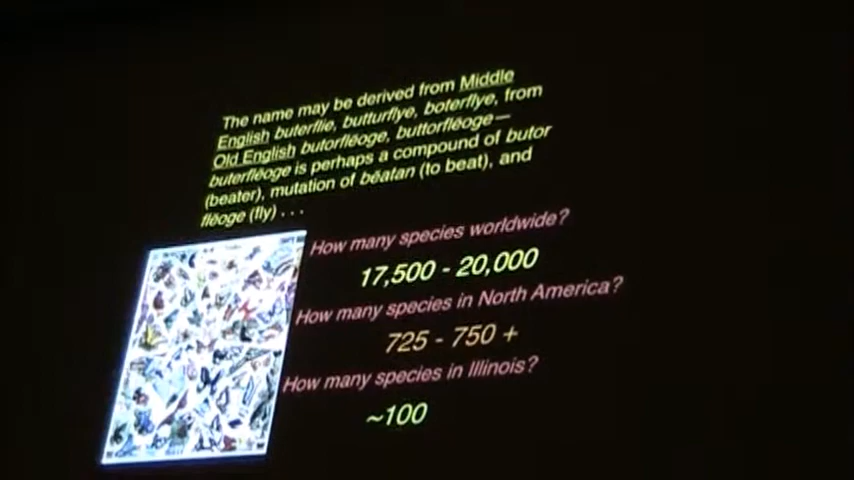 The name may be derived from Middle
English buterflie, butturflye, boterflye, from
Old English butorflēoge, buttorflēoge—
buterflēoge is perhaps a compound of butor
(beater), mutation of bēatan (to beat), and
flēoge (fly) . . .
How many species worldwide?
17,500 - 20,000
How many species in North America?
725 - 750 +
How many species in Illinois?
~100